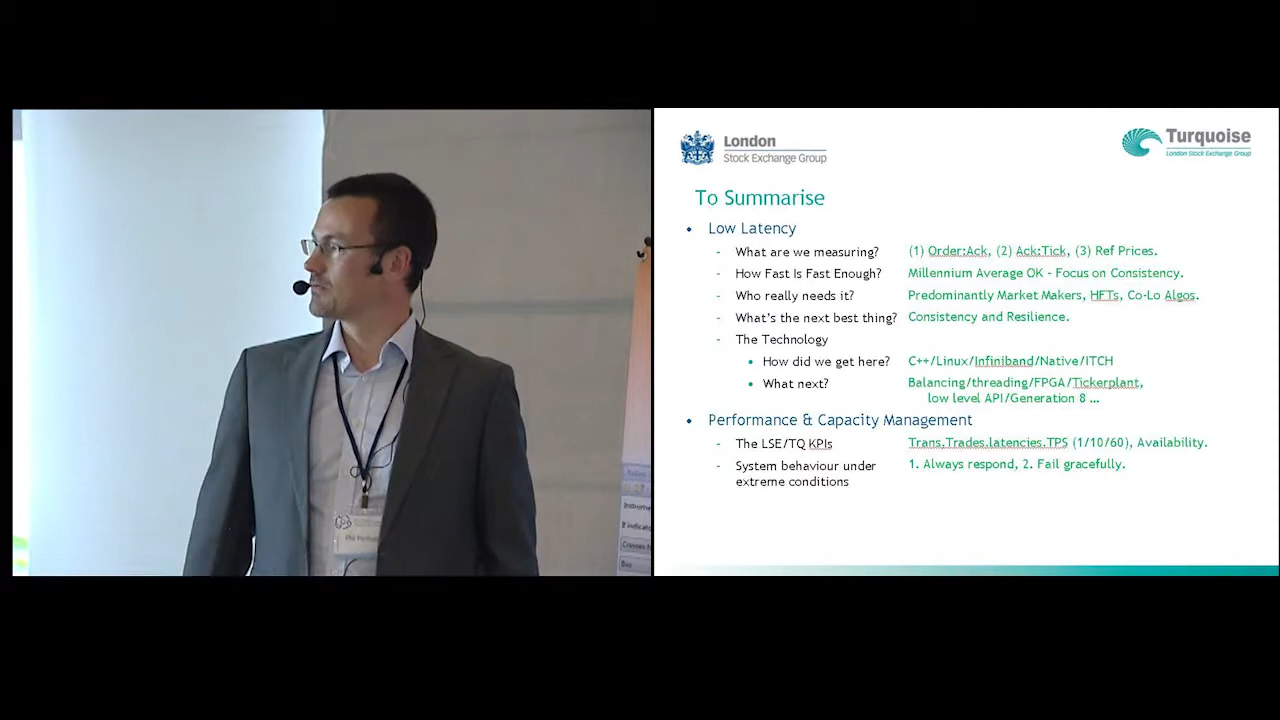 London
Stock Exchange Group
Turquoise
London Stock Exchange Group
To Summarise
• Low Latency
- What are we measuring? (1) Order:Ack, (2) Ack:Tick, (3) Ref Prices.
- How Fast Is Fast Enough? Millennium Average OK - Focus on Consistency.
- Who really needs it? Predominantly Market Makers, HFTs, Co-Lo Algos.
- What's the next best thing? Consistency and Resilience.
- The Technology
• How did we get here? C++/Linux/Infiniband/Native/ITCH
• What next? Balancing/threading/FPGA/Tickerplant,
low level API/Generation 8 ...
• Performance & Capacity Management
- The LSE/TQ KPIs Trans.Trades.latencies.TPS (1/10/60), Availability.
- System behaviour under 1. Always respond, 2. Fail gracefully.
extreme conditions
Phil
Buy